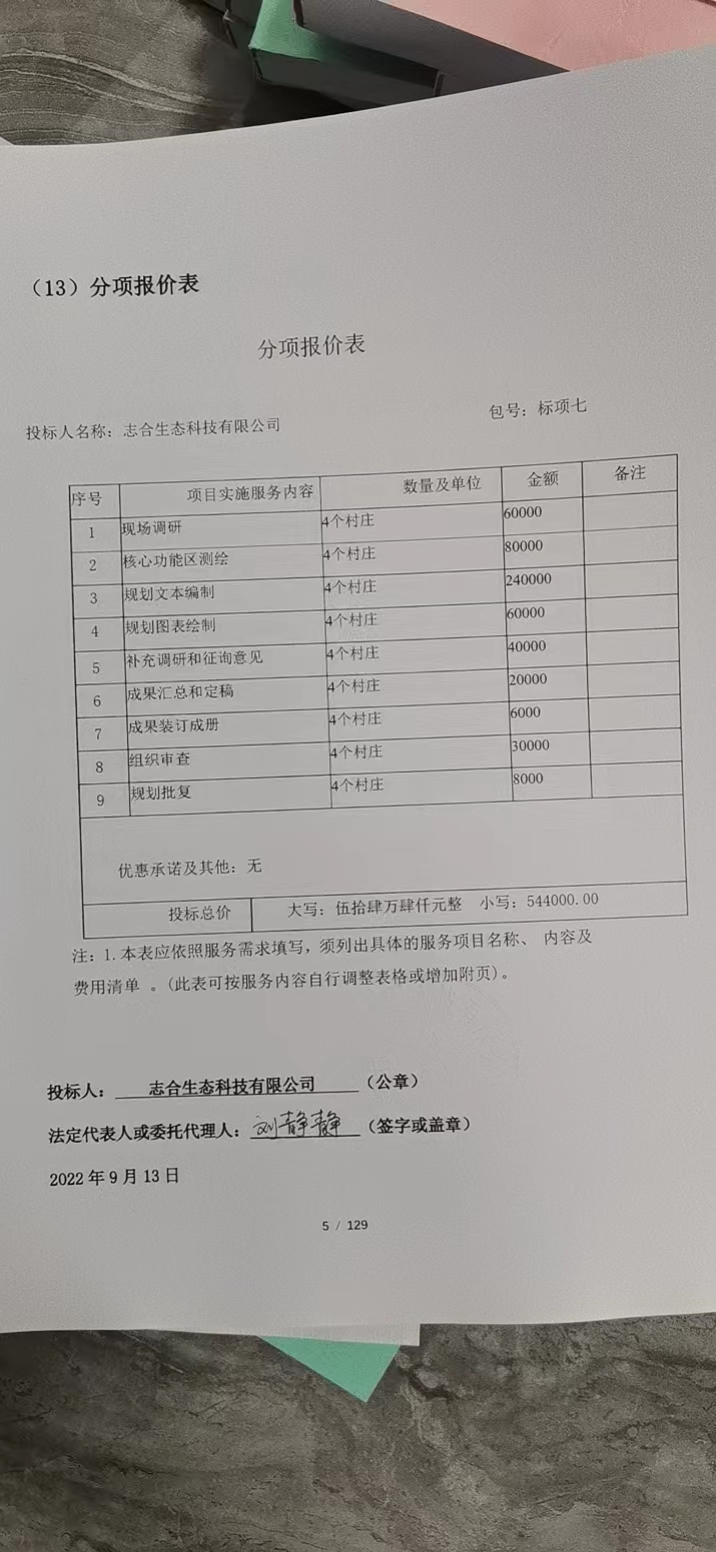 （13）分项报价表
分项报价表
投标人名称：志合生态科技有限公司 包号：标项七
序号 项目实施服务内容 数量及单位 金额 备注
1 现场调研 4个村庄 60000
2 核心功能区测绘 4个村庄 80000
3 规划文本编制 4个村庄 240000
4 规划图表绘制 4个村庄 60000
5 补充调研和征询意见 4个村庄 40000
6 成果汇总和定稿 4个村庄 20000
7 成果装订成册 4个村庄 6000
8 组织审查 4个村庄 30000
9 规划批复 4个村庄 8000
优惠承诺及其他：无
投标总价 大写：伍拾肆万肆仟元整 小写：544000.00
注：1.本表应依照服务需求填写，须列出具体的服务项目名称、 内容及
费用清单 。（此表可按服务内容自行调整表格或增加附页）。
投标人：志合生态科技有限公司（公章）
法定代表人或委托代理人：刘静静（签字或盖章）
2022 年 9 月 13 日
5 / 129